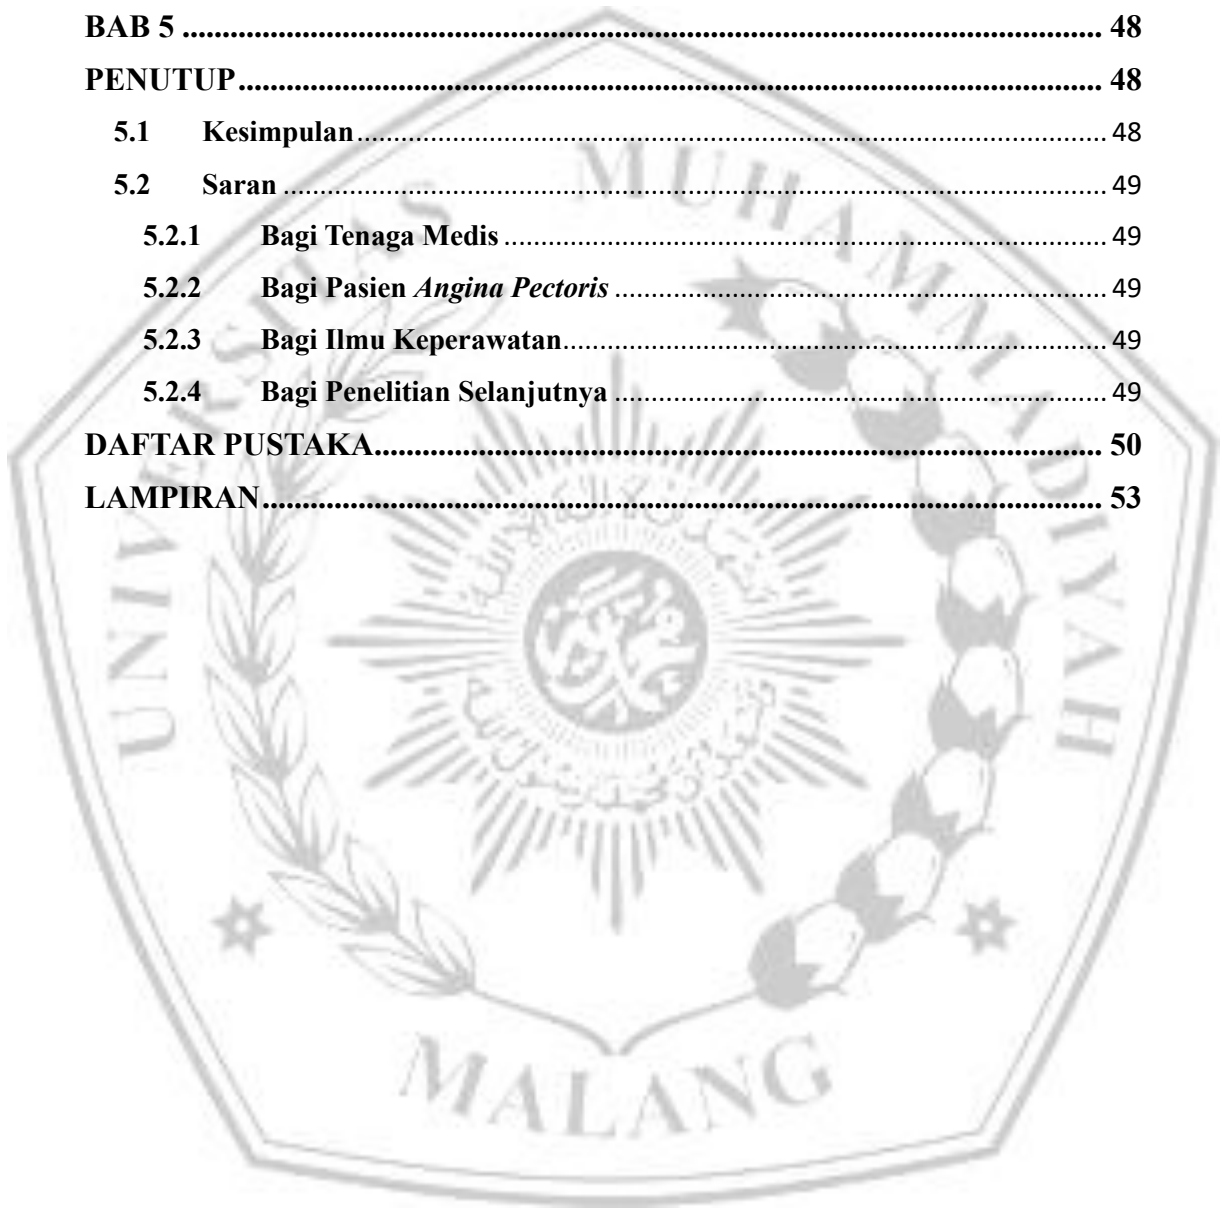 BAB 5 ........ 48
PENUTUP ........ 48
5.1 Kesimpulan ........ 48
5.2 Saran ........ 49
5.2.1 Bagi Tenaga Medis ........ 49
5.2.2 Bagi Pasien Angina Pectoris ........ 49
5.2.3 Bagi Ilmu Keperawatan ........ 49
5.2.4 Bagi Penelitian Selanjutnya ........ 49
DAFTAR PUSTAKA ........ 50
LAMPIRAN ........ 53
UNIVERSITAS MUHAMMADIYAH
MALANG